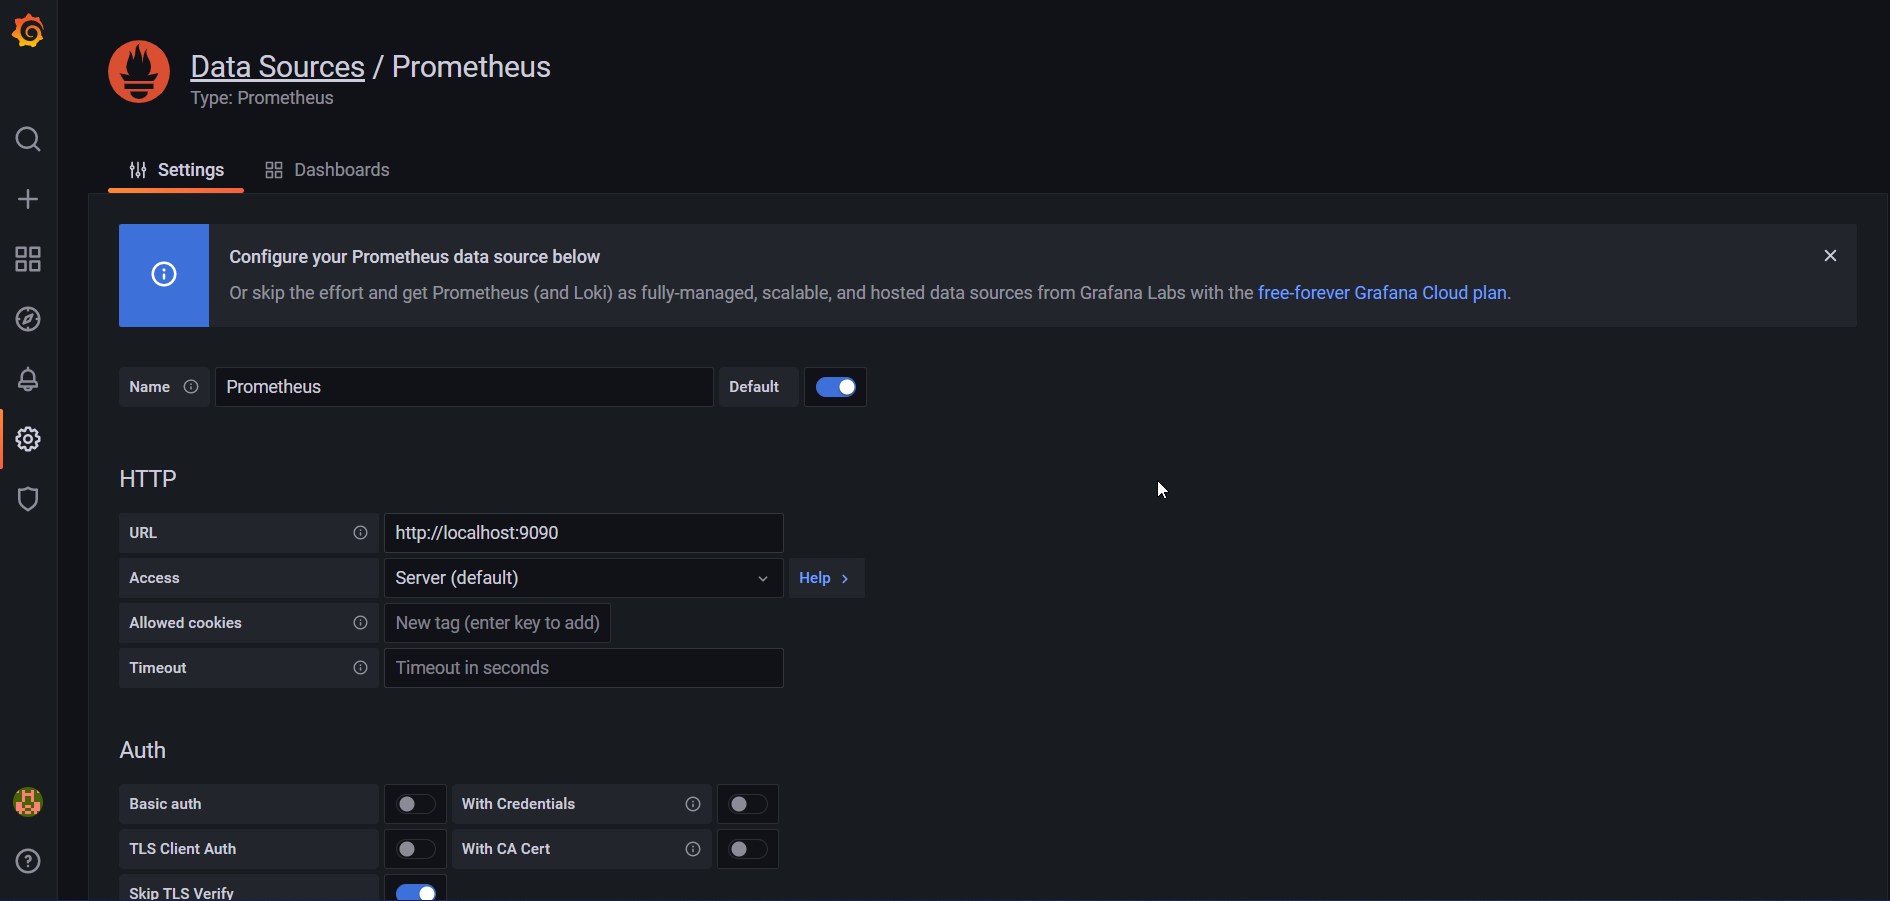 Data Sources / Prometheus
Type: Prometheus
Settings
Dashboards
Configure your Prometheus data source below
Or skip the effort and get Prometheus (and Loki) as fully-managed, scalable, and hosted data sources from Grafana Labs with the free-forever Grafana Cloud plan.
Name
Prometheus
Default
HTTP
URL
http://localhost:9090
Access
Server (default)
Help
Allowed cookies
New tag (enter key to add)
Timeout
Timeout in seconds
Auth
Basic auth
With Credentials
TLS Client Auth
With CA Cert
Skip TLS Verify